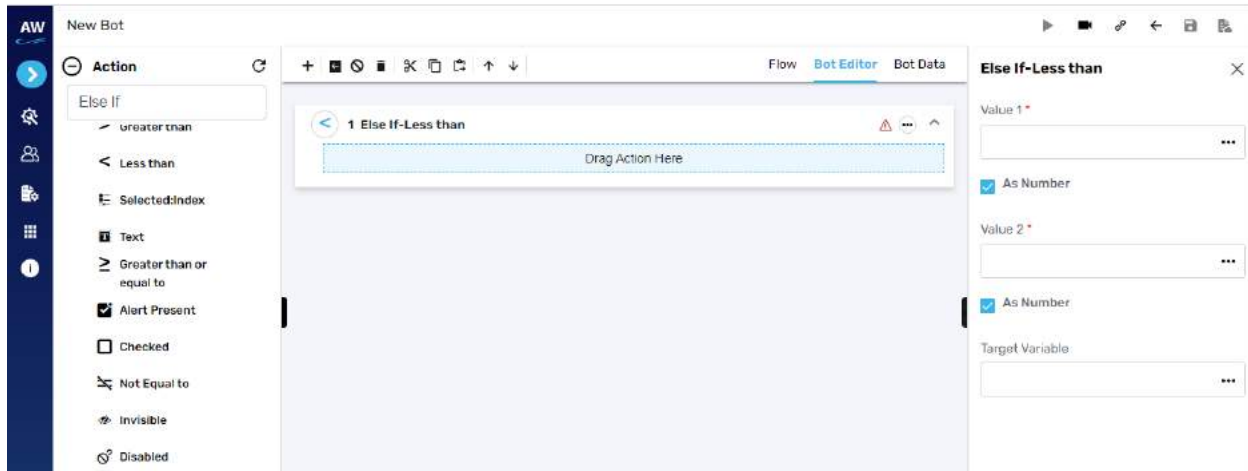 AW
New Bot
Action
Else If
Greater than
Less than
Selected:Index
Text
Greater than or
equal to
Alert Present
Checked
Not Equal to
Invisible
Disabled
Flow Bot Editor Bot Data
1 Else If-Less than
Drag Action Here
Else If-Less than
Value 1*
As Number
Value 2*
As Number
Target Variable